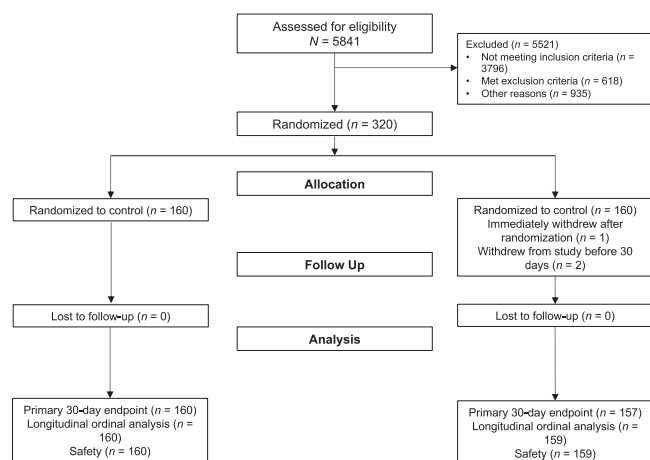 Assessed for eligibility
N = 5841
Excluded (n = 5521)
• Not meeting inclusion criteria (n =
3796)
• Met exclusion criteria (n = 618)
• Other reasons (n = 935)
Randomized (n = 320)
Allocation
Randomized to control (n = 160)
Randomized to control (n = 160)
Immediately withdrew after
randomization (n = 1)
Withdrew from study before 30
days (n = 2)
Follow Up
Lost to follow-up (n = 0)
Lost to follow-up (n = 0)
Analysis
Primary 30-day endpoint (n = 160)
Longitudinal ordinal analysis (n =
160)
Safety (n = 160)
Primary 30-day endpoint (n = 157)
Longitudinal ordinal analysis (n =
159)
Safety (n = 159)